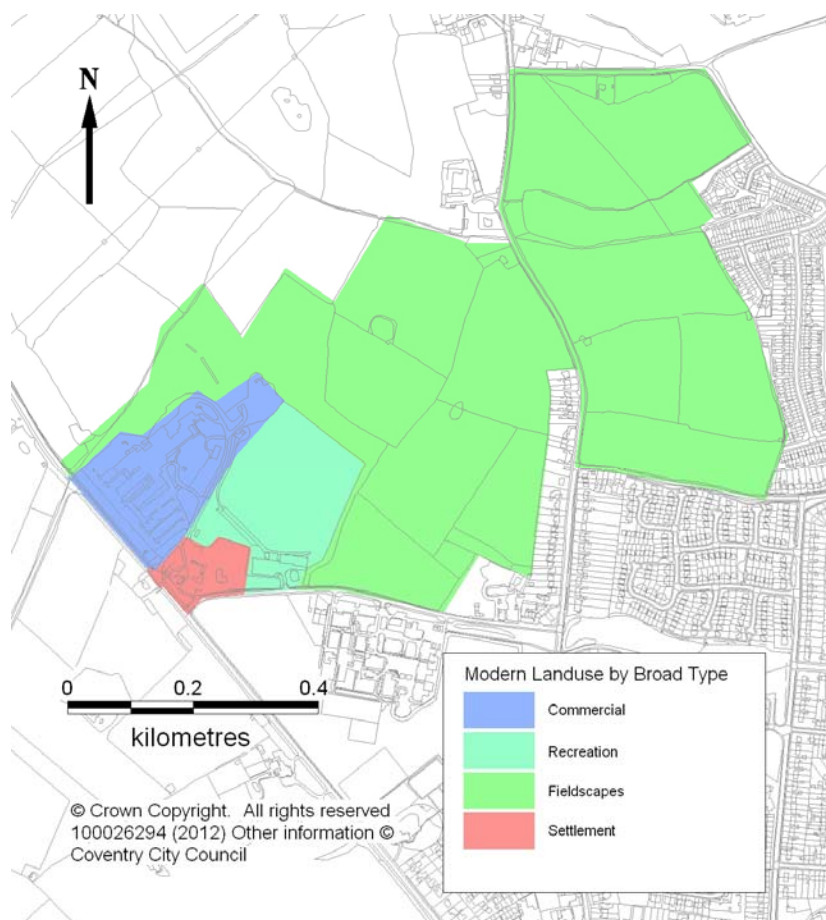 N
0 0.2 0.4
kilometres
© Crown Copyright. All rights reserved
100026294 (2012) Other information ©
Coventry City Council
Modern Landuse by Broad Type
Commercial
Recreation
Fieldscapes
Settlement